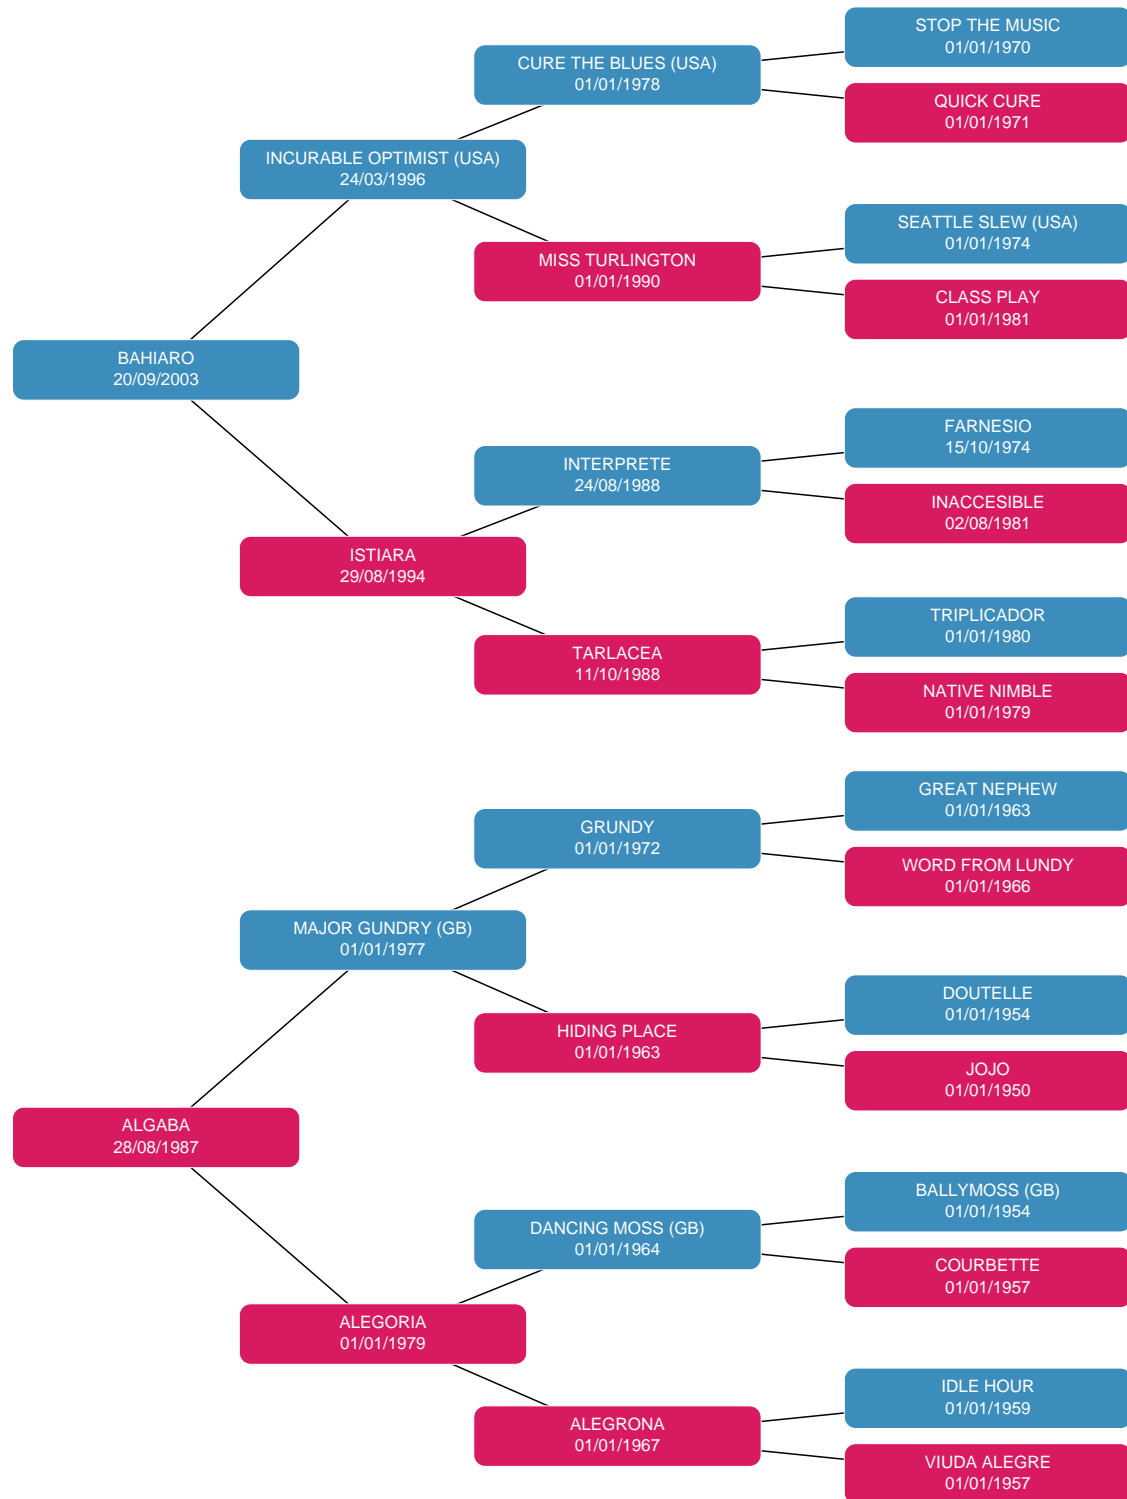 STOP THE MUSIC
01/01/1970
CURE THE BLUES (USA)
01/01/1978
QUICK CURE
01/01/1971
INCURABLE OPTIMIST (USA)
24/03/1996
SEATTLE SLEW (USA)
01/01/1974
MISS TURLINGTON
01/01/1990
CLASS PLAY
01/01/1981
BAHIARO
20/09/2003
FARNESIO
15/10/1974
INTERPRETE
24/08/1988
INACCESIBLE
02/08/1981
ISTIARA
29/08/1994
TRIPLICADOR
01/01/1980
TARLACEA
11/10/1988
NATIVE NIMBLE
01/01/1979
GREAT NEPHEW
01/01/1963
GRUNDY
01/01/1972
WORD FROM LUNDY
01/01/1966
MAJOR GUNDRY (GB)
01/01/1977
DOUTELLE
01/01/1954
HIDING PLACE
01/01/1963
JOJO
01/01/1950
ALGABA
28/08/1987
BALLYMOSS (GB)
01/01/1954
DANCING MOSS (GB)
01/01/1964
COURBETTE
01/01/1957
ALEGORIA
01/01/1979
IDLE HOUR
01/01/1959
ALEGRONA
01/01/1967
VIUDA ALEGRE
01/01/1957